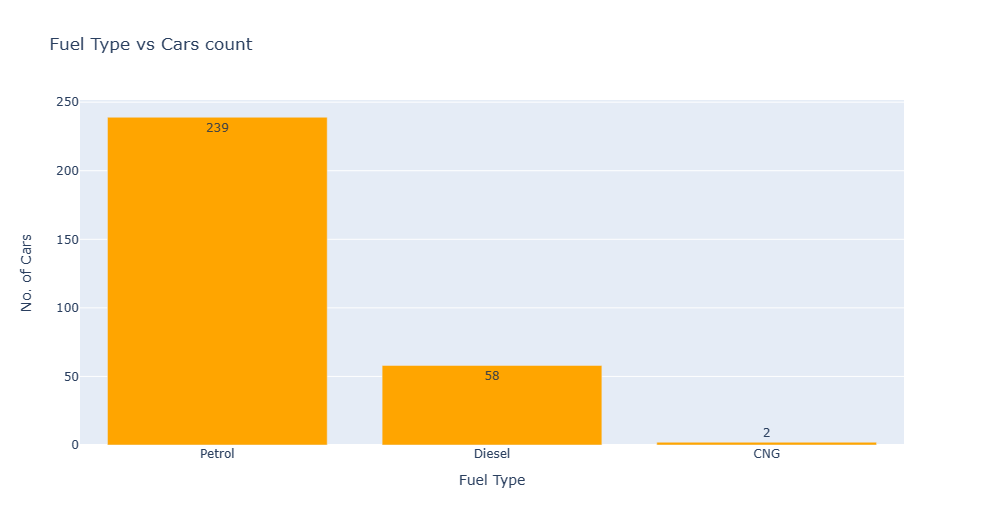 Fuel Type vs Cars count
250
200
150
100
50
0
No. of Cars
239
58
2
Petrol
Diesel
CNG
Fuel Type